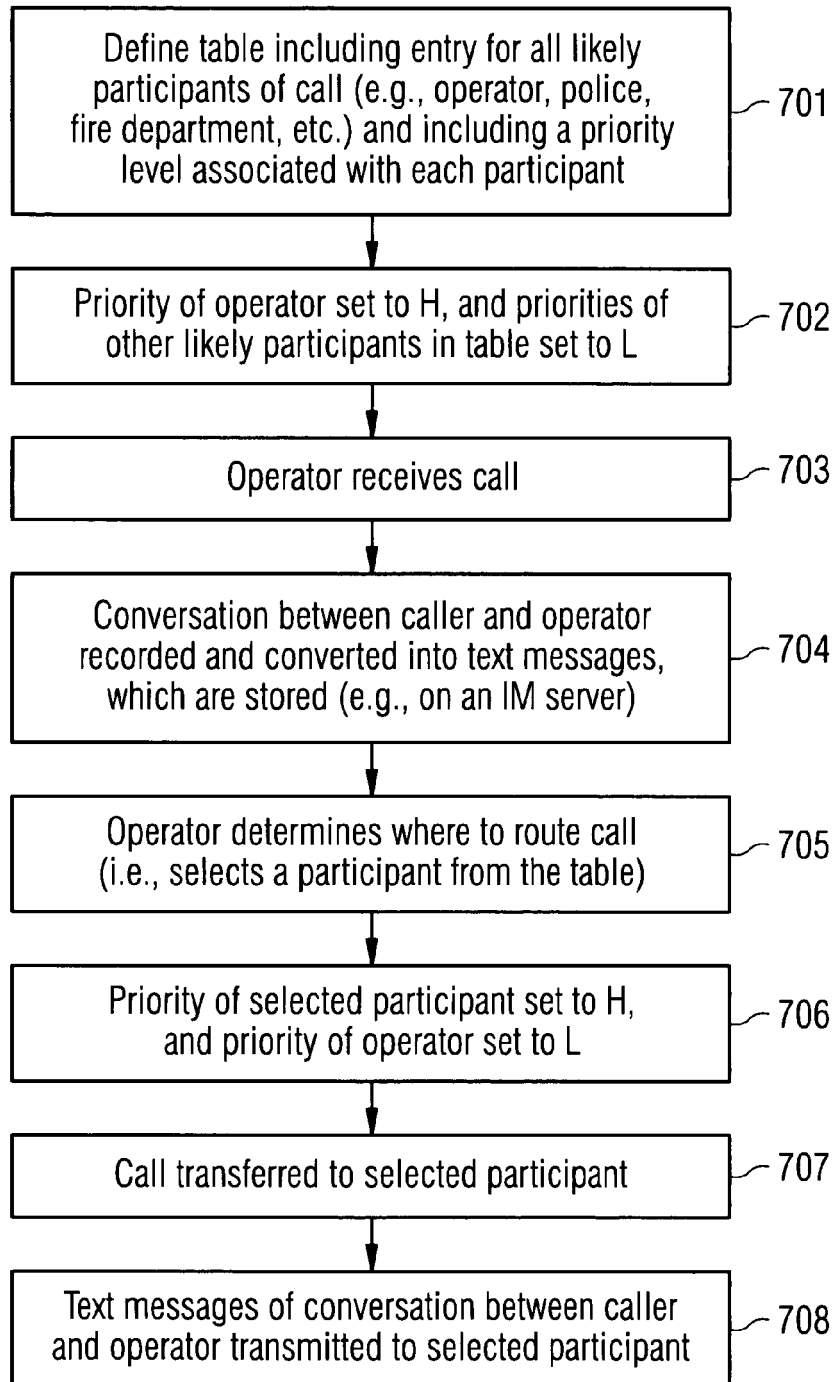 Define table including entry for all likely
participants of call (e.g., operator, police,
fire department, etc.) and including a priority
level associated with each participant
701
Priority of operator set to H, and priorities of
other likely participants in table set to L
702
Operator receives call
703
Conversation between caller and operator
recorded and converted into text messages,
which are stored (e.g., on an IM server)
704
Operator determines where to route call
(i.e., selects a participant from the table)
705
Priority of selected participant set to H,
and priority of operator set to L
706
Call transferred to selected participant
707
Text messages of conversation between caller
and operator transmitted to selected participant
708